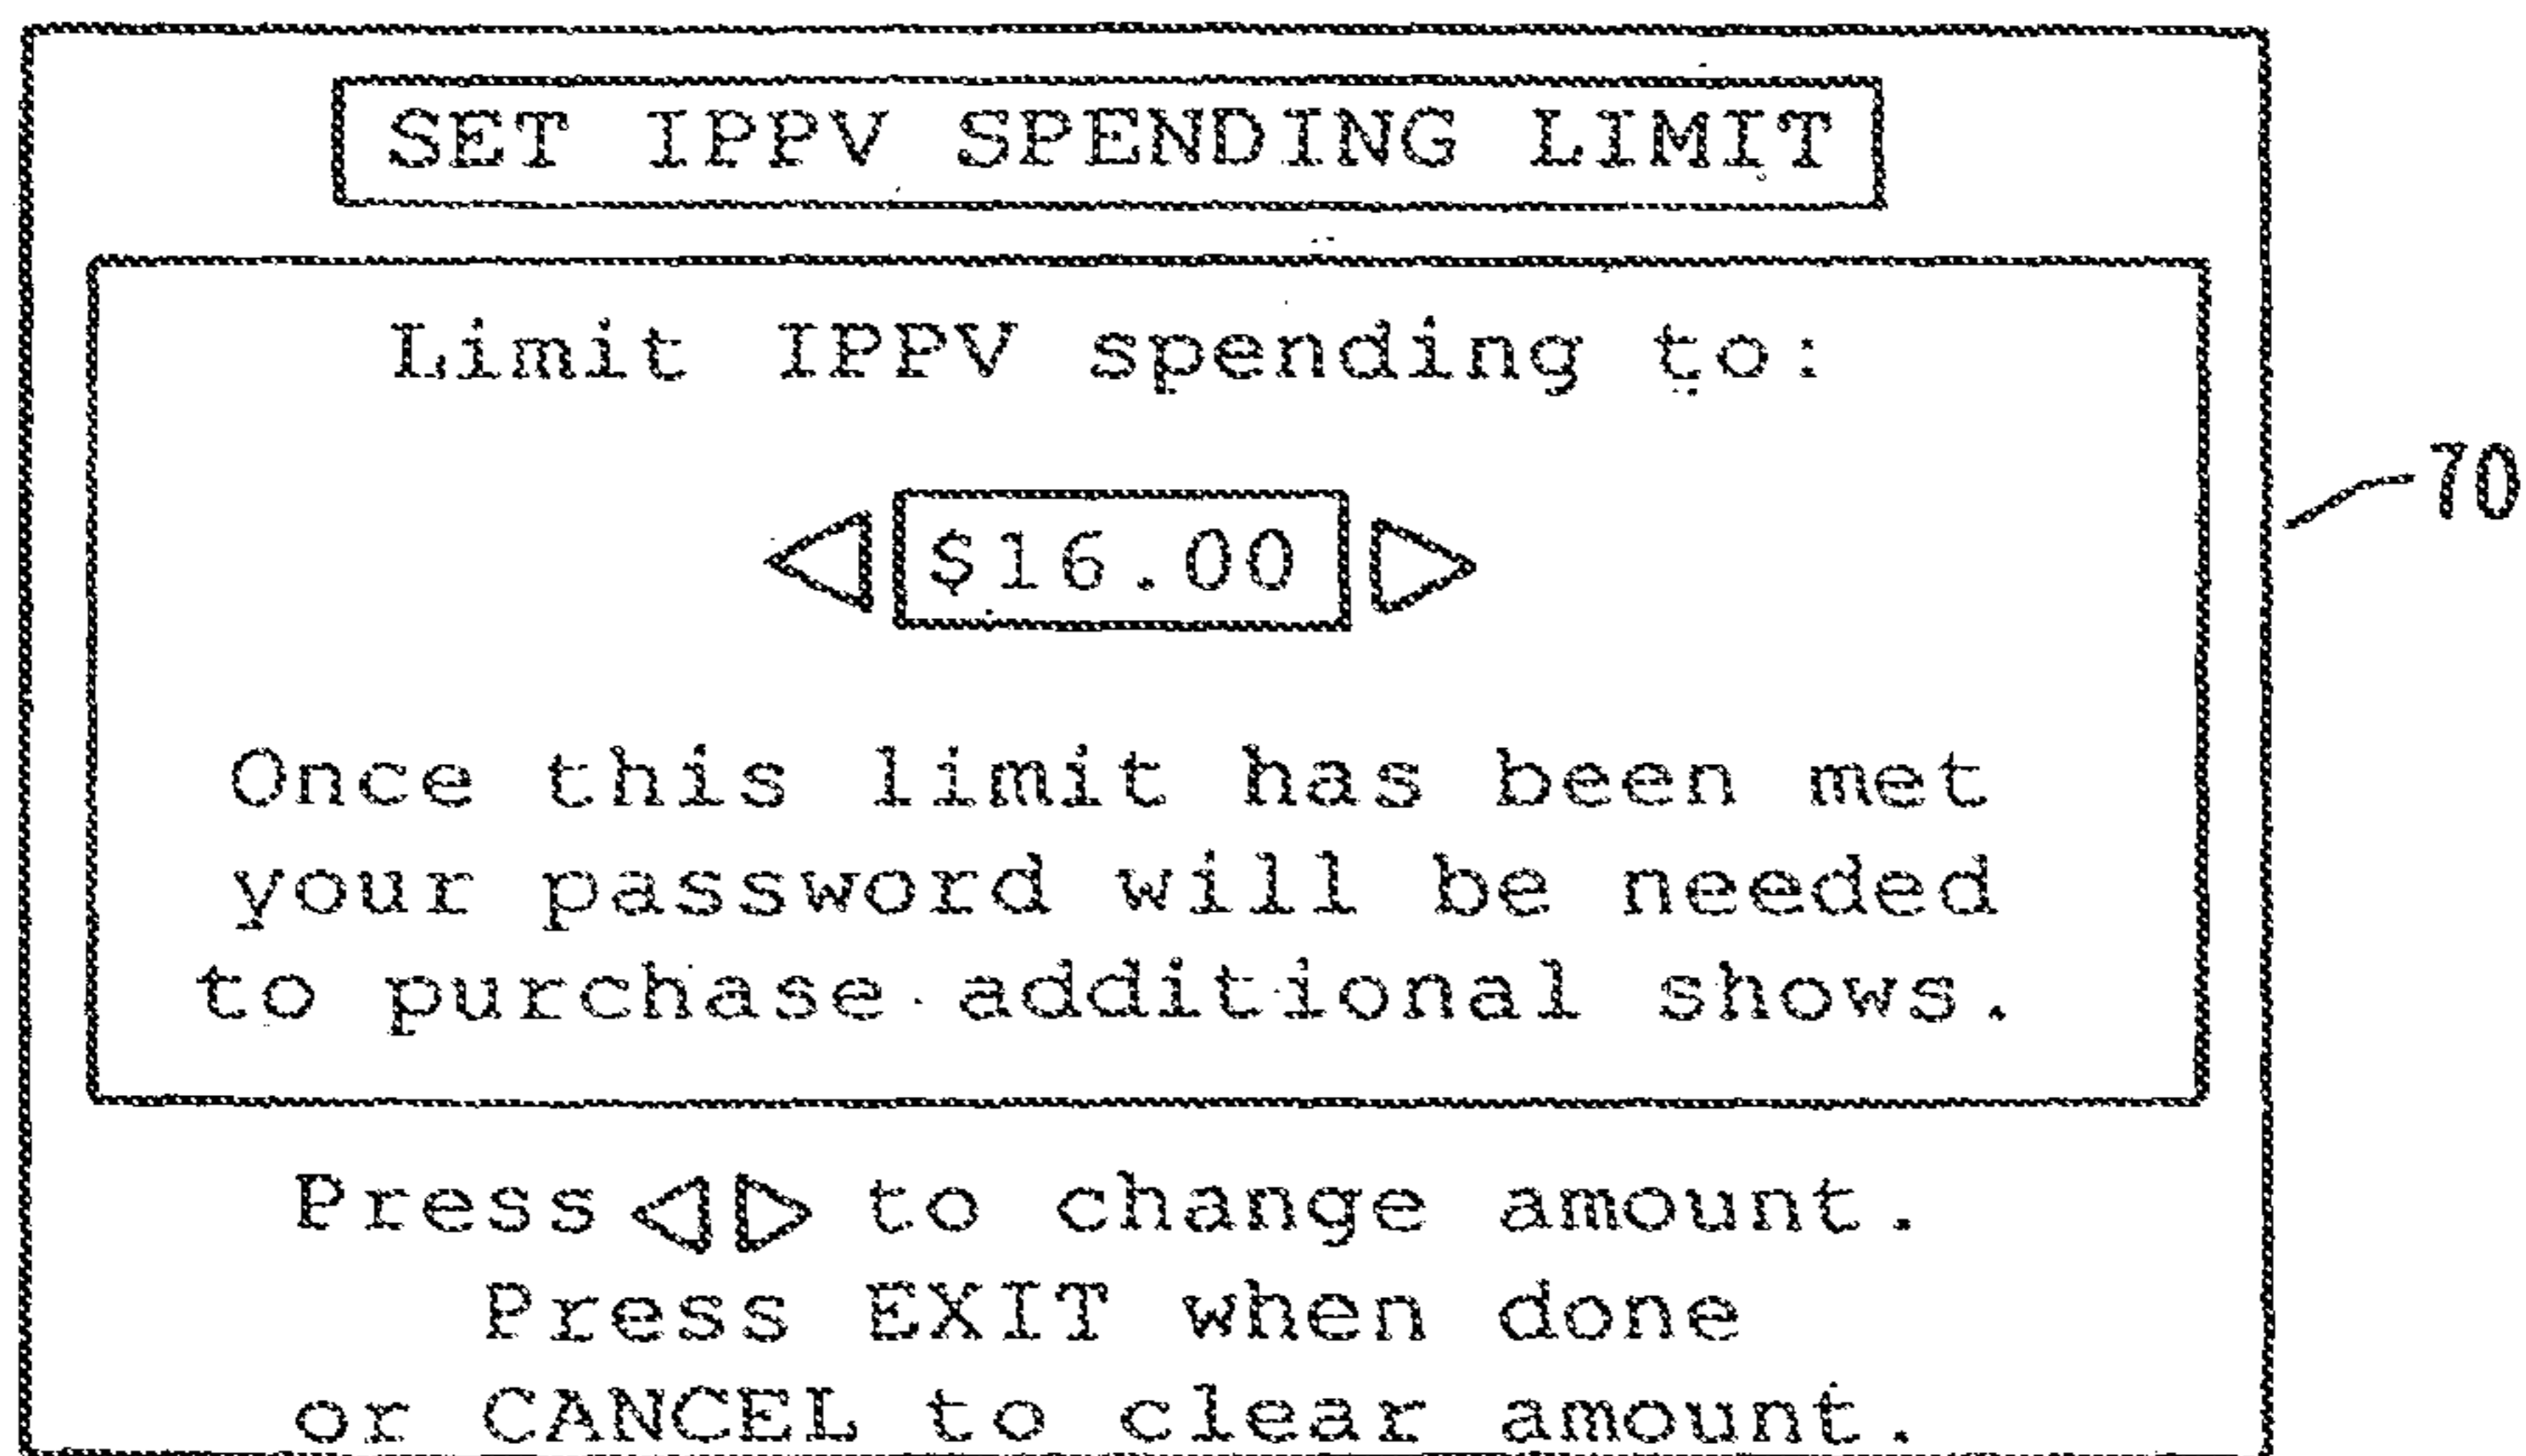 SET IPPV SPENDING LIMIT
Limit IPPV spending to:
◁ $16.00 ▷
70
Once this limit has been met
your password will be needed
to purchase additional shows.
Press ◁▷ to change amount.
Press EXIT when done
or CANCEL to clear amount.